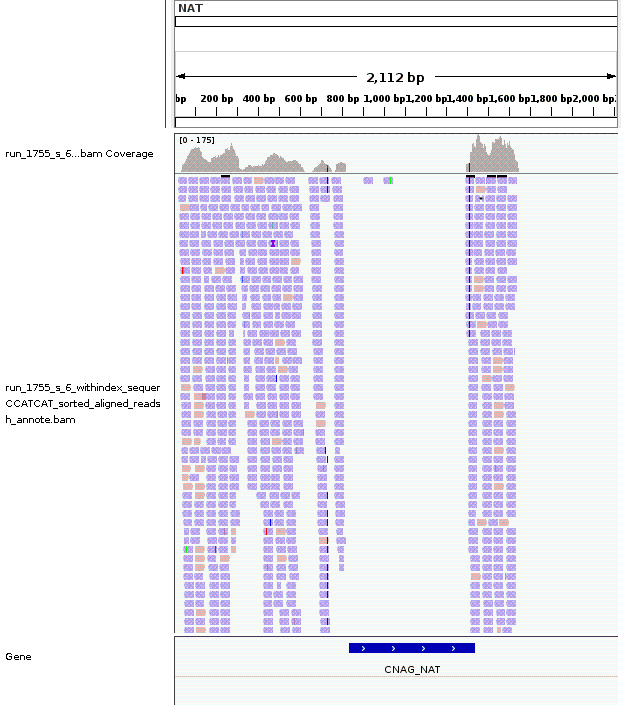 NAT
2,112 bp
bp 200 bp 400 bp 600 bp 800 bp 1,000 bp 1,200 bp 1,400 bp 1,600 bp 1,800 bp 2,000 bp
[0 - 175]
run_1755_s_6...bam Coverage
run_1755_s_6_withindex_sequer
CCATCAT_sorted_aligned_reads
h_annote.bam
Gene
CNAG_NAT